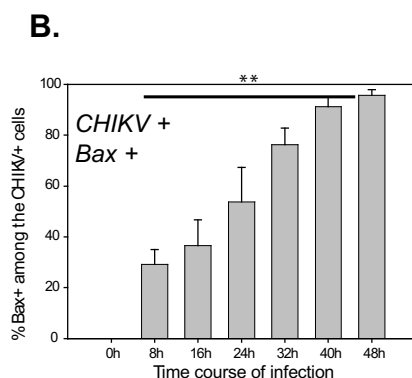 B.
**
CHIKV +
Bax +
% Bax+ among the CHIKV+ cells
100
80
60
40
20
0
0h 8h 16h 24h 32h 40h 48h
Time course of infection